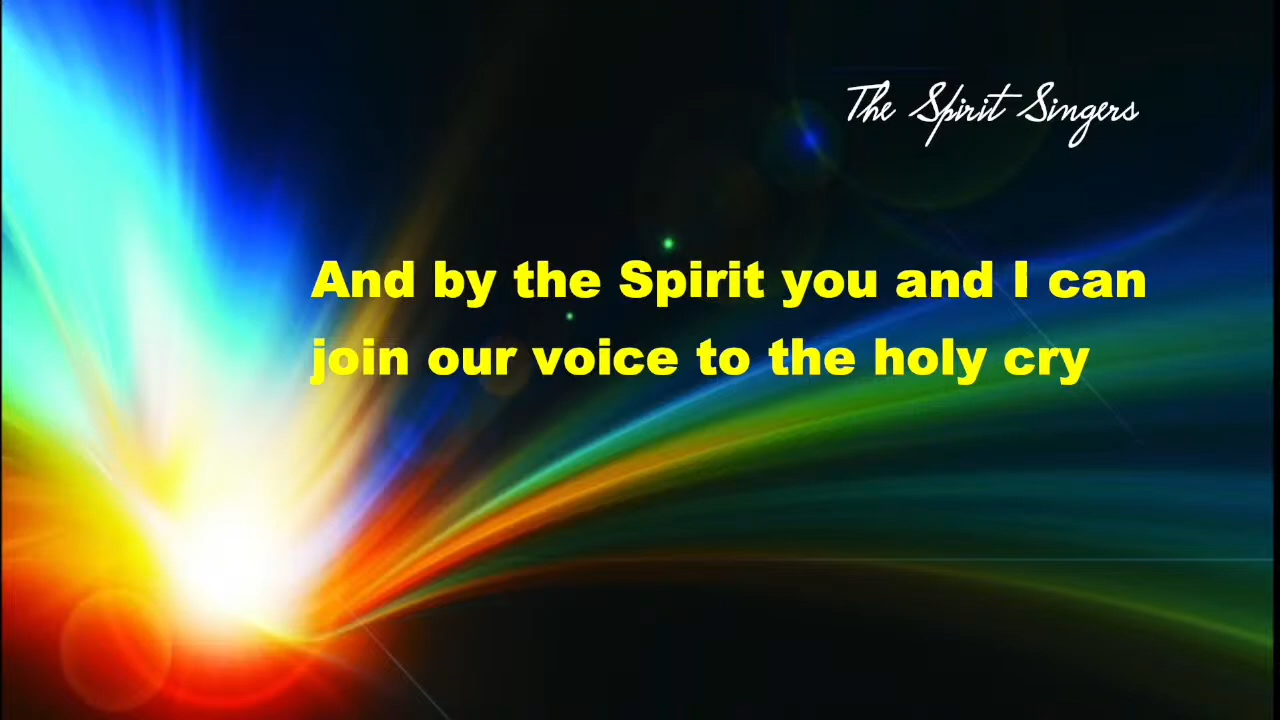 The Spirit Singers
And by the Spirit you and I can
join our voice to the holy cry